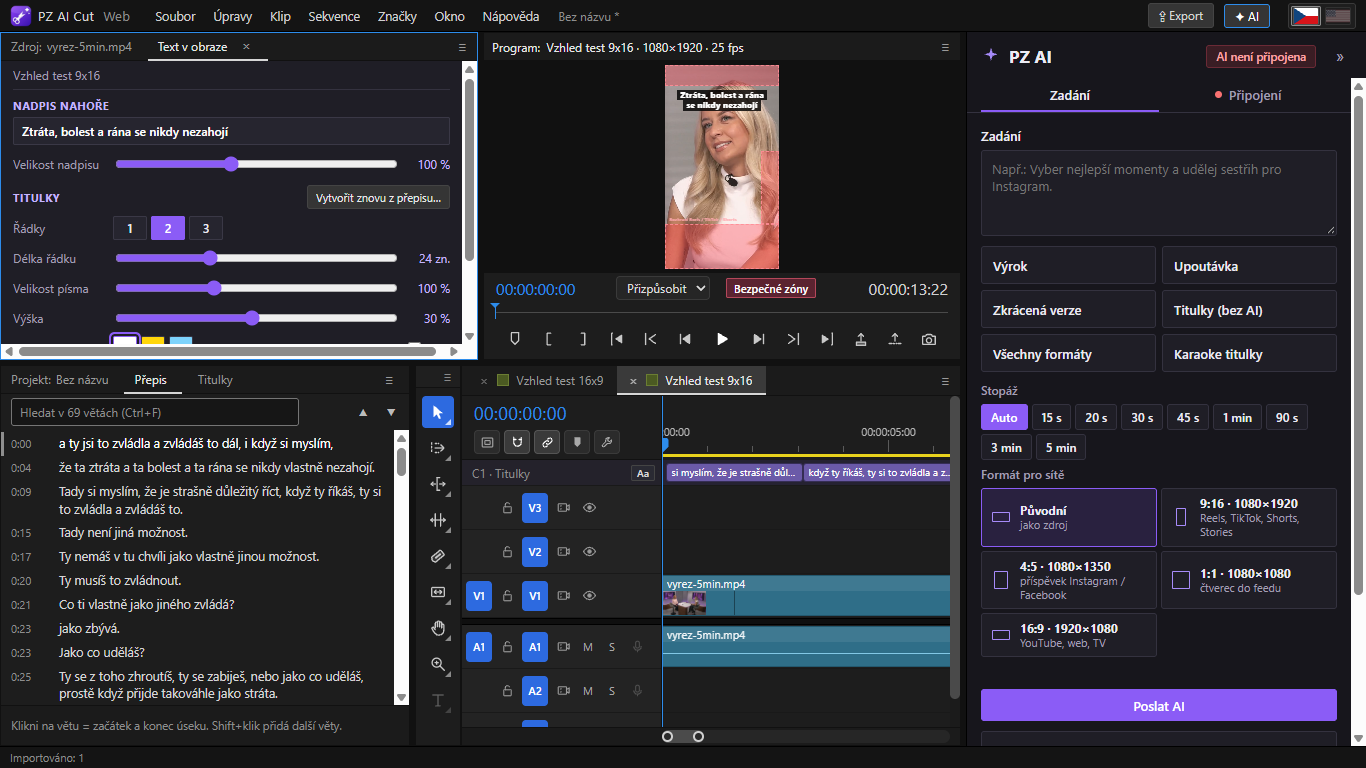 PZ AI Cut Web Soubor Úpravy Klip Sekvence Značky Okno Nápověda Bez názvu *
Export
AI
Zdroj: vyrez-5min.mp4
Text v obraze ×
Vzhled test 9x16
NADPIS NAHOŘE
Ztráta, bolest a rána se nikdy nezahojí
Velikost nadpisu 100 %
TITULKY
Vytvořit znovu z přepisu...
Řádky 1 2 3
Délka řádku 24 zn.
Velikost písma 100 %
Výška 30 %
Program: Vzhled test 9x16 · 1080×1920 · 25 fps
Ztráta, bolest a rána
se nikdy nezahojí
00:00:00:00
Přizpůsobit
Bezpečné zóny
00:00:13:22
Projekt: Bez názvu
Přepis
Titulky
Hledat v 69 větách (Ctrl+F)
0:00 a ty jsi to zvládla a zvládáš to dál, i když si myslím,
0:04 že ta ztráta a ta bolest a ta rána se nikdy vlastně nezahojí.
0:09 Tady si myslím, že je strašně důležitý říct, když ty říkáš, ty si
to zvládla a zvládáš to.
0:15 Tady není jiná možnost.
0:17 Ty nemáš v tu chvíli jako vlastně jinou možnost.
0:20 Ty musíš to zvládnout.
0:21 Co ti vlastně jako jiného zvládá?
0:23 jako zbývá.
0:23 Jako co uděláš?
0:25 Ty se z toho zhroutíš, ty se zabiješ, nebo jako co uděláš,
prostě když přijde takováhle jako stráta.
Klikni na větu = začátek a konec úseku. Shift+klik přidá další věty.
Importováno: 1
× Vzhled test 16x9
× Vzhled test 9x16
00:00:00:00
:00:00
00:00:05:00
C1 · Titulky
Aa
si myslím, že je strašně důl...
když ty říkáš, ty si to zvládla a z...
V3
V2
V1 V1
vyrez-5min.mp4
A1 A1 M S
vyrez-5min.mp4
A2 M S
PZ AI
AI není připojena
»
Zadání
Připojení
Zadání
Např.: Vyber nejlepší momenty a udělej sestřih pro
Instagram.
Výrok
Upoutávka
Zkrácená verze
Titulky (bez AI)
Všechny formáty
Karaoke titulky
Stopáž
Auto 15 s 20 s 30 s 45 s 1 min 90 s
3 min 5 min
Formát pro sítě
Původní
jako zdroj
9:16 · 1080×1920
Reels, TikTok, Shorts,
Stories
4:5 · 1080×1350
příspěvek Instagram /
Facebook
1:1 · 1080×1080
čtverec do feedu
16:9 · 1920×1080
YouTube, web, TV
Poslat AI